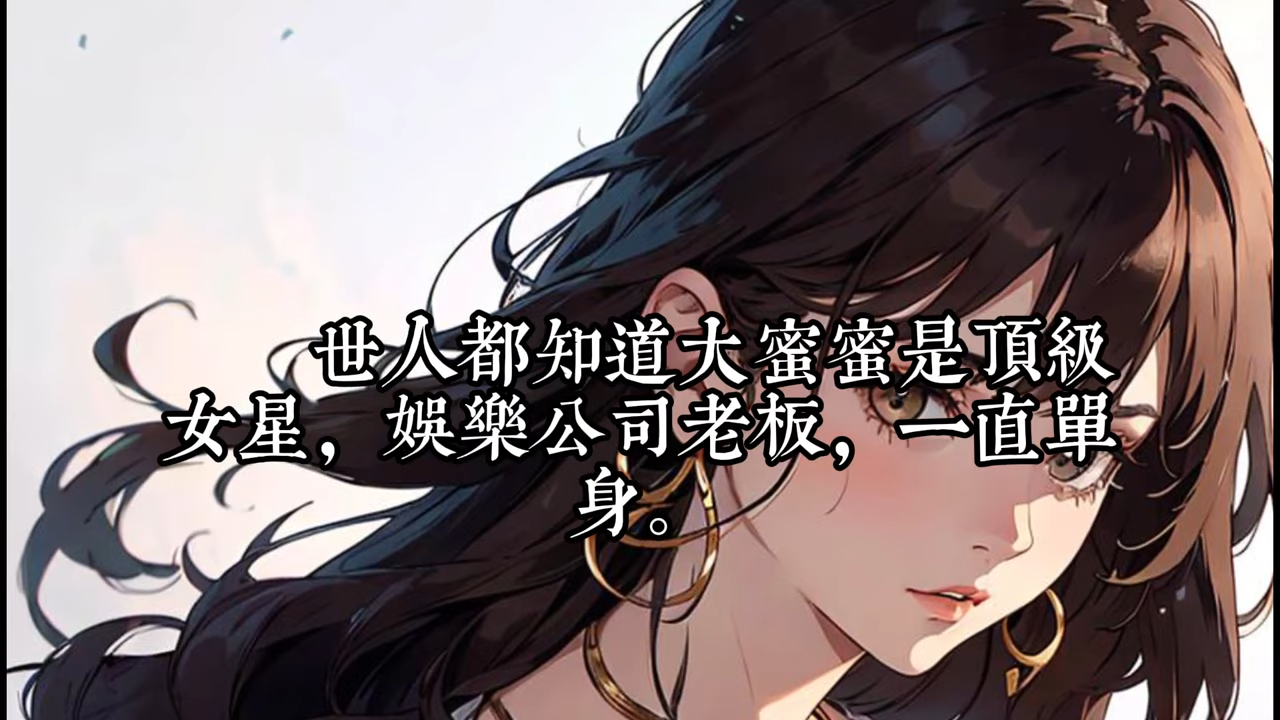 世人都知道大蜜蜜是頂級
女星，娛樂公司老板，一直單
身。